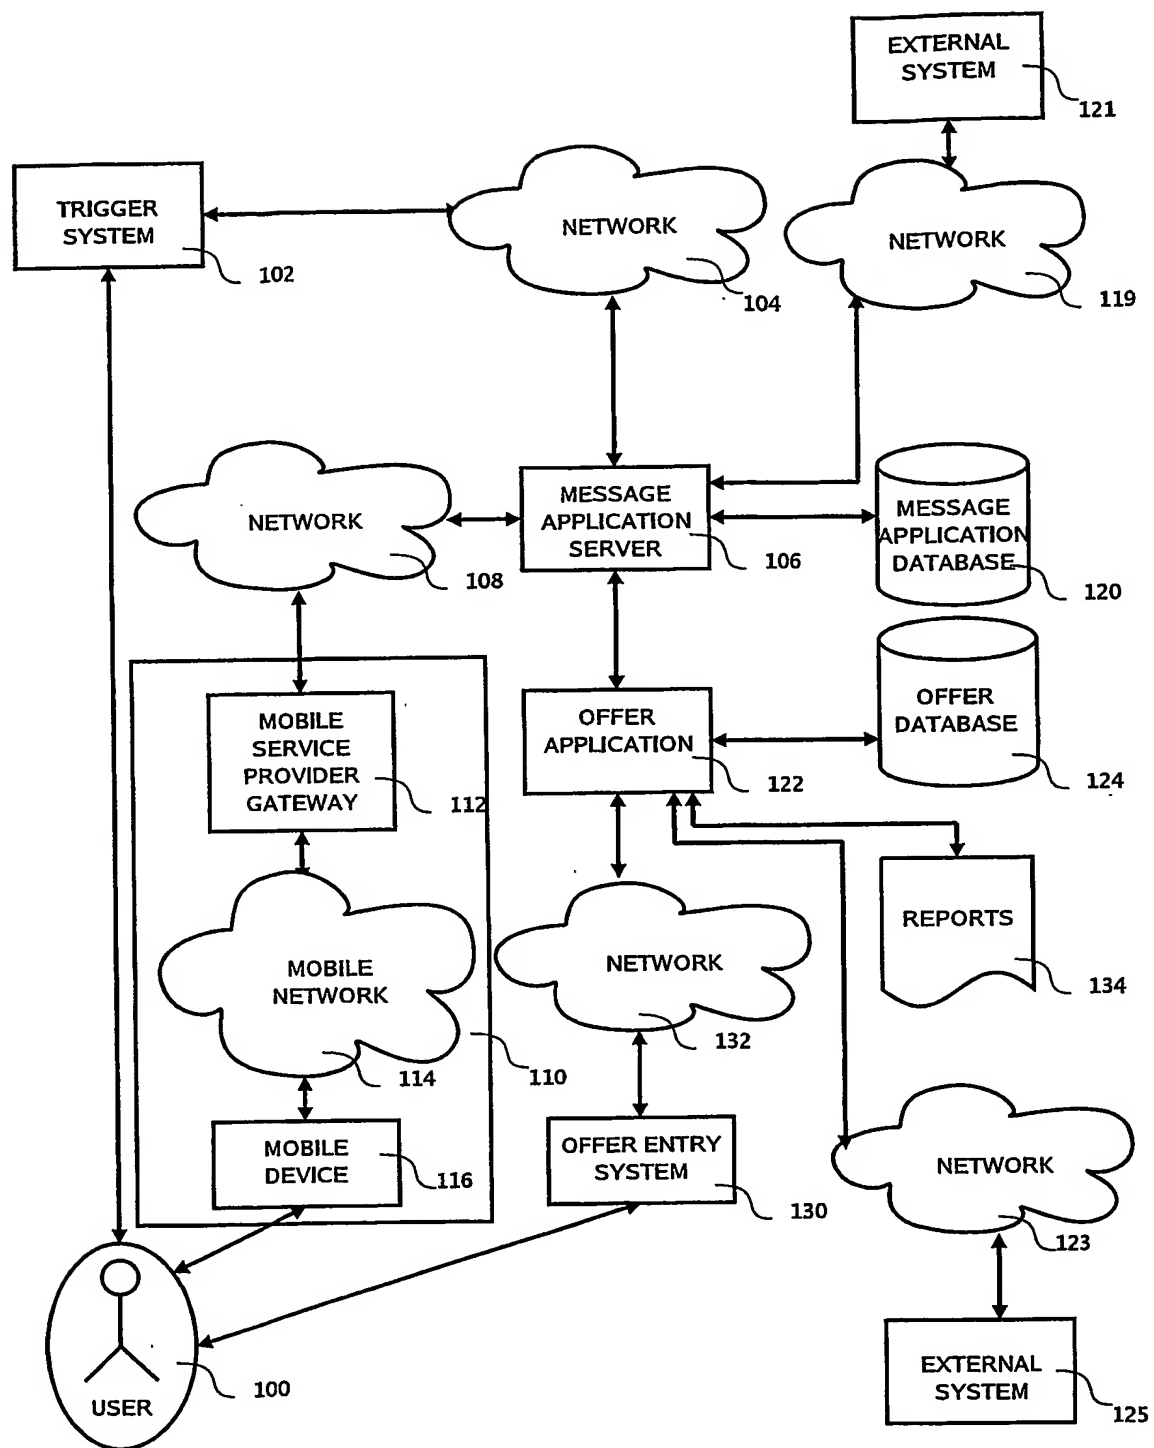 EXTERNAL
SYSTEM
121
TRIGGER
SYSTEM
102
NETWORK
104
NETWORK
119
NETWORK
108
MESSAGE
APPLICATION
SERVER
106
MESSAGE
APPLICATION
DATABASE
120
MOBILE
SERVICE
PROVIDER
GATEWAY
112
OFFER
APPLICATION
122
OFFER
DATABASE
124
REPORTS
134
MOBILE
NETWORK
114
110
NETWORK
132
MOBILE
DEVICE
116
OFFER ENTRY
SYSTEM
130
NETWORK
123
USER
100
EXTERNAL
SYSTEM
125